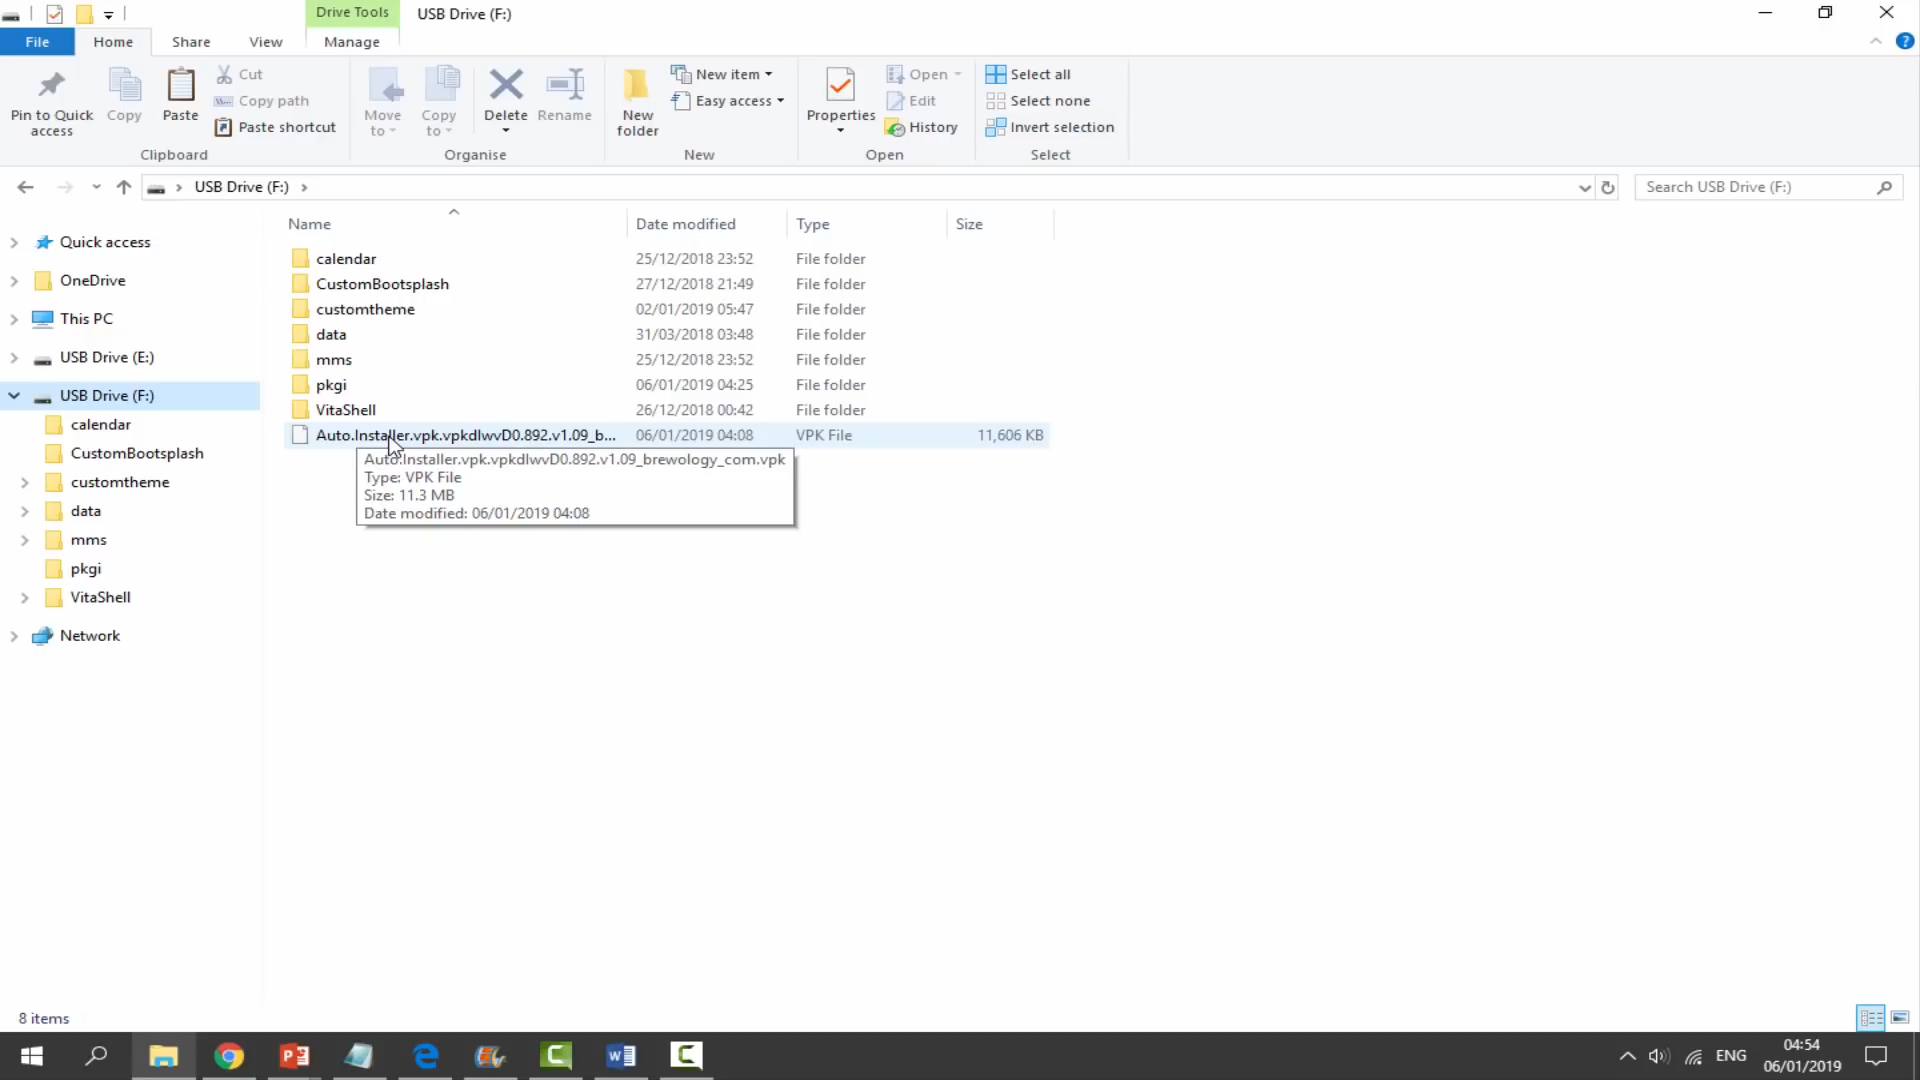 Drive Tools
USB Drive (F:)
File
Home
Share
View
Manage
Pin to Quick access
Copy
Paste
Cut
Copy path
Paste shortcut
Clipboard
Move to
Copy to
Delete
Rename
Organise
New folder
New item
Easy access
New
Properties
Open
Edit
History
Open
Select all
Select none
Invert selection
Select
USB Drive (F:)
Search USB Drive (F:)
Quick access
OneDrive
This PC
USB Drive (E:)
USB Drive (F:)
calendar
CustomBootsplash
customtheme
data
mms
pkgi
VitaShell
Network
Name Date modified Type Size
calendar 25/12/2018 23:52 File folder
CustomBootsplash 27/12/2018 21:49 File folder
customtheme 02/01/2019 05:47 File folder
data 31/03/2018 03:48 File folder
mms 25/12/2018 23:52 File folder
pkgi 06/01/2019 04:25 File folder
VitaShell 26/12/2018 00:42 File folder
Auto.Installer.vpk.vpkdlwvD0.892.v1.09_b... 06/01/2019 04:08 VPK File 11,606 KB
Auto.Installer.vpk.vpkdlwvD0.892.v1.09_brewology_com.vpk
Type: VPK File
Size: 11.3 MB
Date modified: 06/01/2019 04:08
8 items
ENG
04:54
06/01/2019